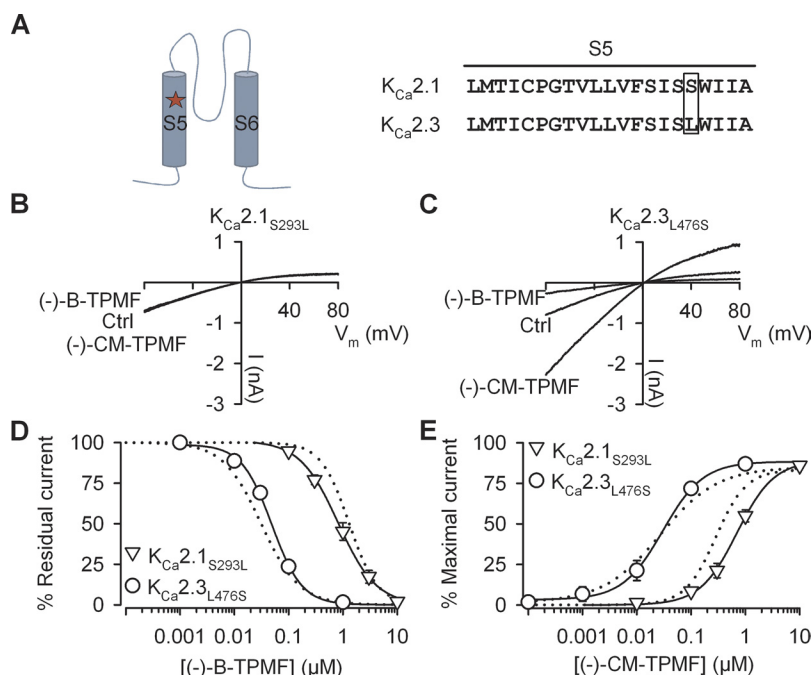 A
S5
S6
S5
KCa2.1 LMTICPGTVLLVFSISSWIIA
KCa2.3 LMTICPGTVLLVFSISLWIIA
B
KCa2.1S293L
1
(-)-B-TPMF
Ctrl
(-)-CM-TPMF
40 80
Vm (mV)
-1
-2
-3
I (nA)
C
KCa2.3L476S
1
(-)-B-TPMF
Ctrl
(-)-CM-TPMF
40 80
Vm (mV)
-1
-2
-3
I (nA)
D
% Residual current
100
75
50
25
0
KCa2.1S293L
KCa2.3L476S
0.001 0.01 0.1 1 10
[(-)-B-TPMF] (µM)
E
% Maximal current
100
75
50
25
0
KCa2.1S293L
KCa2.3L476S
0.001 0.01 0.1 1 10
[(-)-CM-TPMF] (µM)